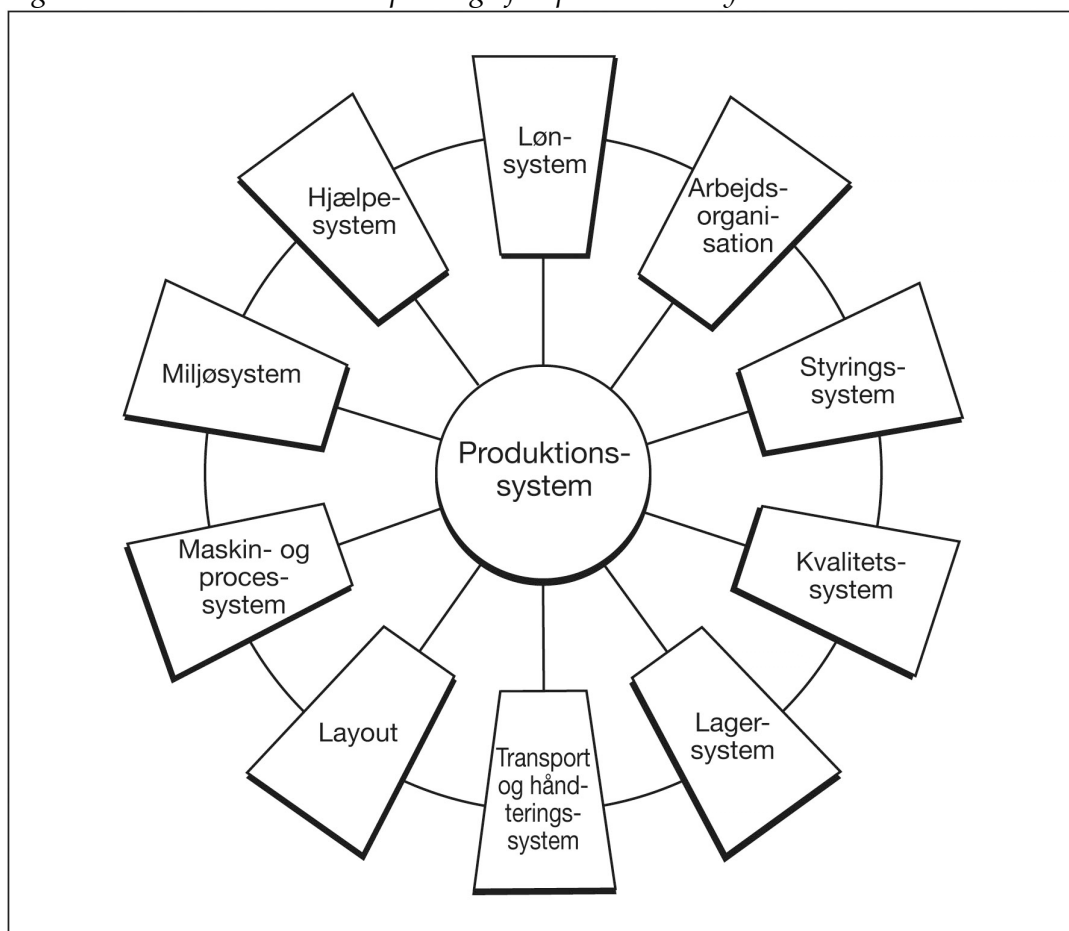 Løn-
system
Arbejds-
organi-
sation
Styrings-
system
Kvalitets-
system
Lager-
system
Transport
og hånd-
terings-
system
Layout
Maskin- og
proces-
system
Miljøsystem
Hjælpe-
system
Produktions-
system